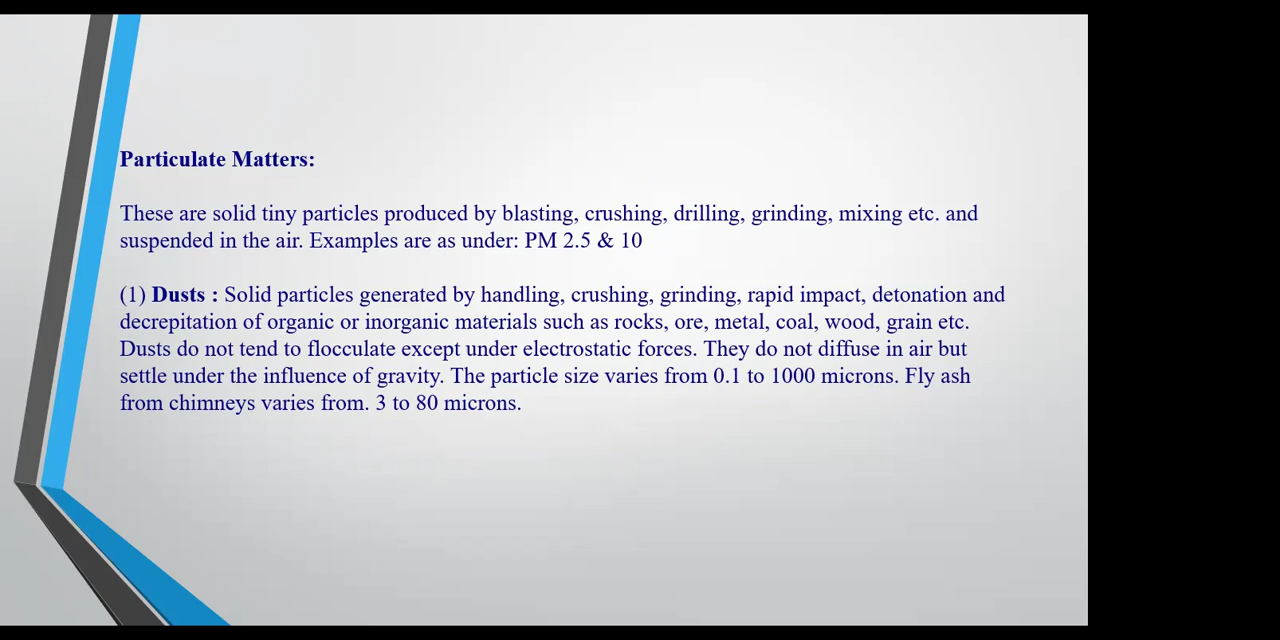 Particulate Matters:
These are solid tiny particles produced by blasting, crushing, drilling, grinding, mixing etc. and
suspended in the air. Examples are as under: PM 2.5 & 10
(1) Dusts : Solid particles generated by handling, crushing, grinding, rapid impact, detonation and
decrepitation of organic or inorganic materials such as rocks, ore, metal, coal, wood, grain etc.
Dusts do not tend to flocculate except under electrostatic forces. They do not diffuse in air but
settle under the influence of gravity. The particle size varies from 0.1 to 1000 microns. Fly ash
from chimneys varies from. 3 to 80 microns.